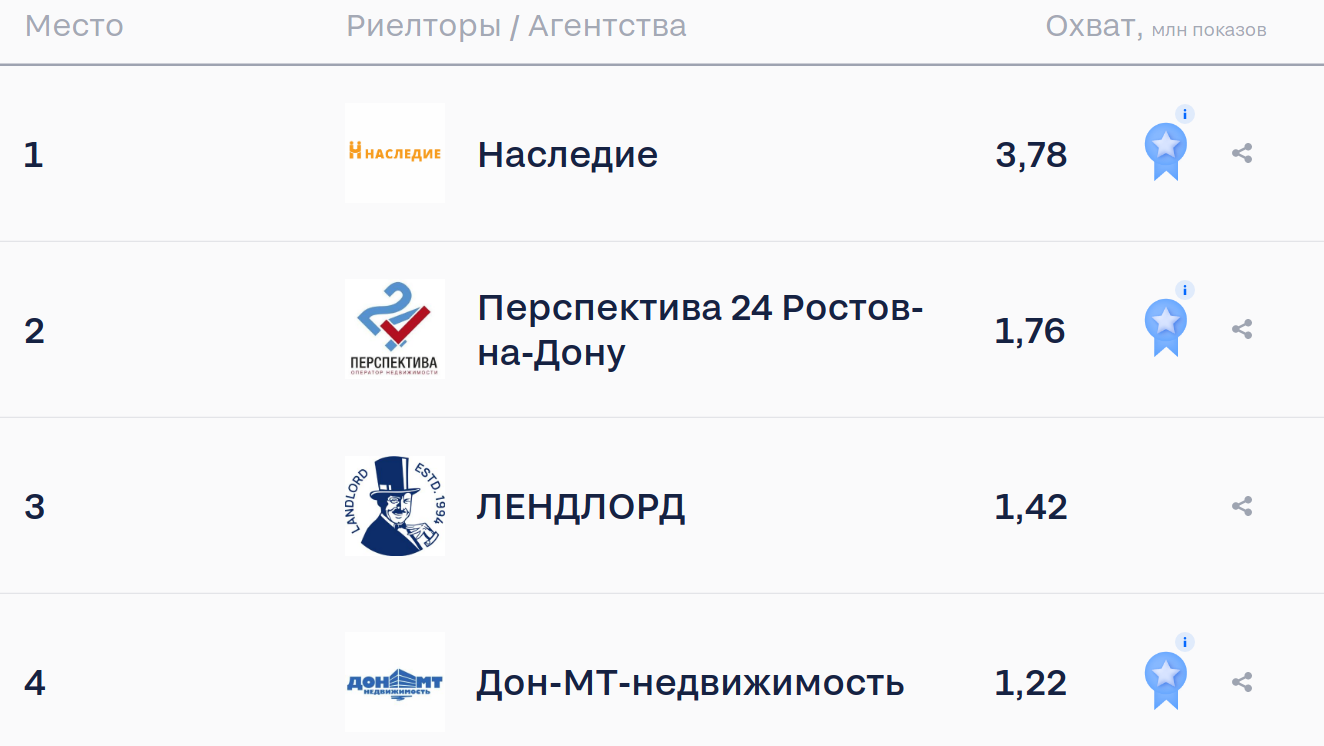 Место Риелторы / Агентства Охват, млн показов
1 НАСЛЕДИЕ Наследие 3,78 i
2 ПЕРСПЕКТИВА ОПЕРАТОР НЕДВИЖИМОСТИ Перспектива 24 Ростов-
на-Дону 1,76 i
3 LANDLORD ESTD. 1994 ЛЕНДЛОРД 1,42
4 ДОН МТ НЕДВИЖИМОСТЬ Дон-МТ-недвижимость 1,22 i